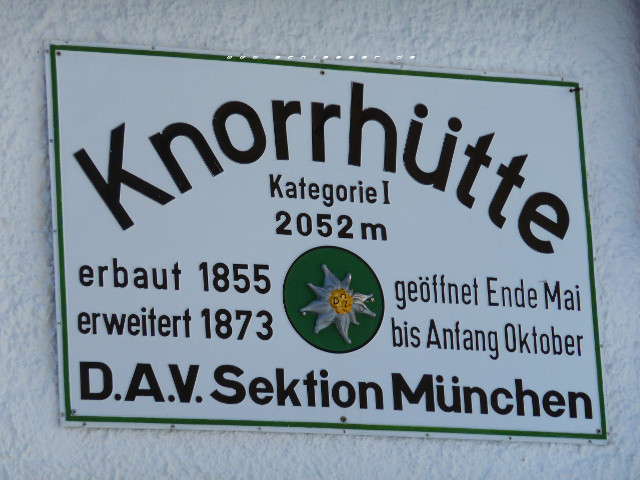 Knorrhütte
Kategorie I
2052 m
erbaut 1855
erweitert 1873
geöffnet Ende Mai
bis Anfang Oktober
D.A.V. Sektion München